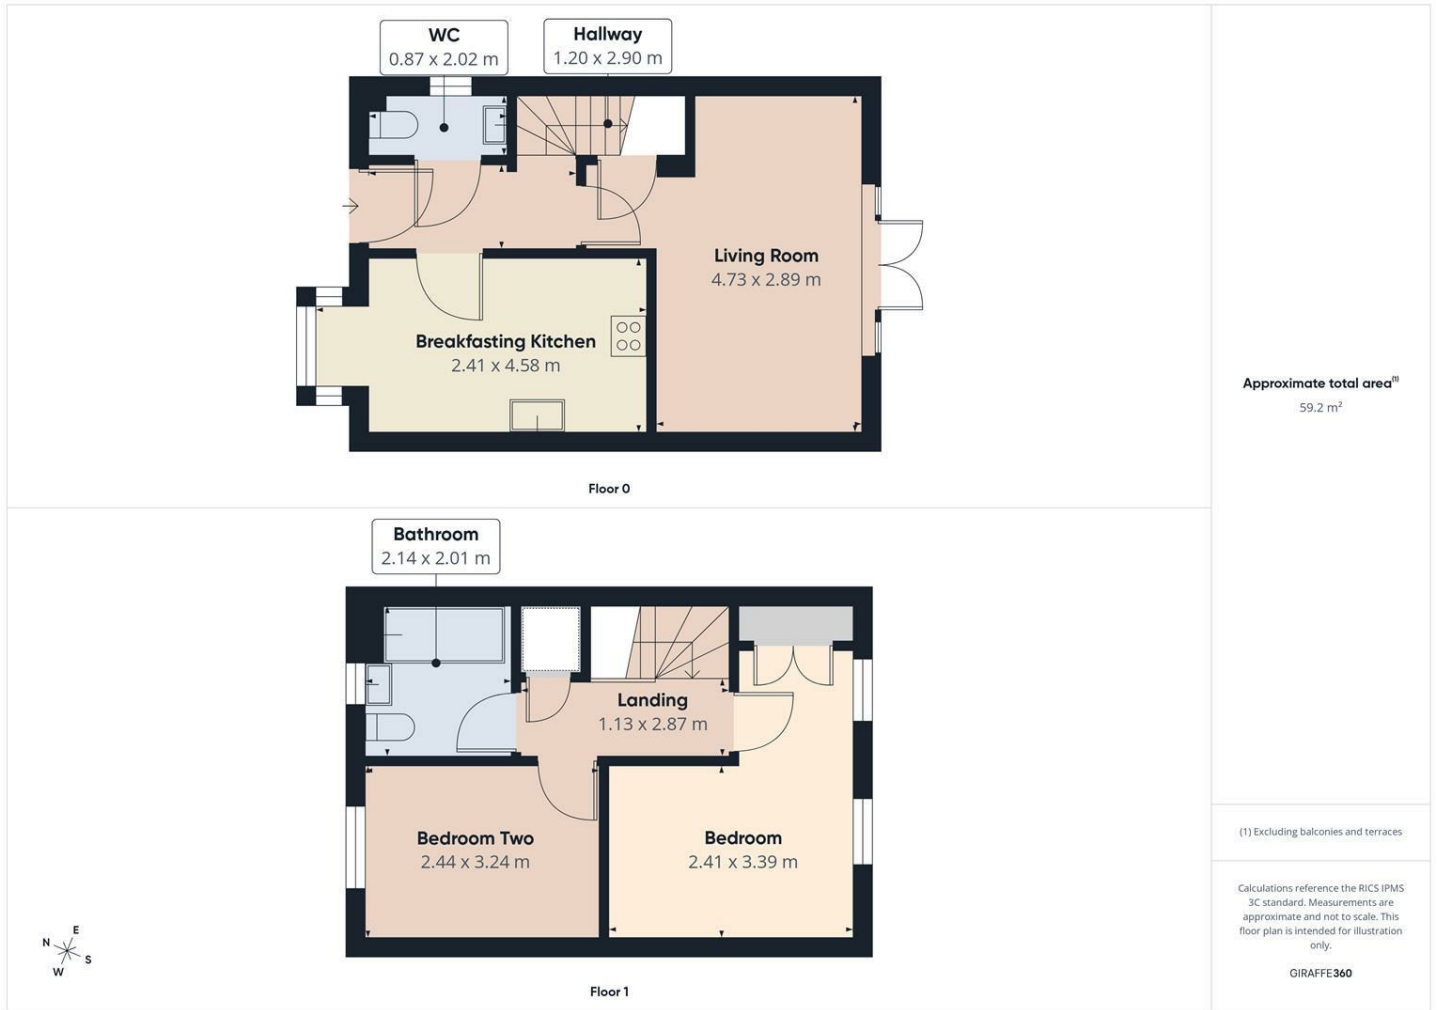 WC
0.87 x 2.02 m
Hallway
1.20 x 2.90 m
Living Room
4.73 x 2.89 m
Breakfasting Kitchen
2.41 x 4.58 m
Floor 0
Bathroom
2.14 x 2.01 m
Landing
1.13 x 2.87 m
Bedroom Two
2.44 x 3.24 m
Bedroom
2.41 x 3.39 m
E
N
S
W
Floor 1
Approximate total area(1)
59.2 m²
(1) Excluding balconies and terraces
Calculations reference the RICS IPMS
3C standard. Measurements are
approximate and not to scale. This
floor plan is intended for illustration
only.
GIRAFFE360